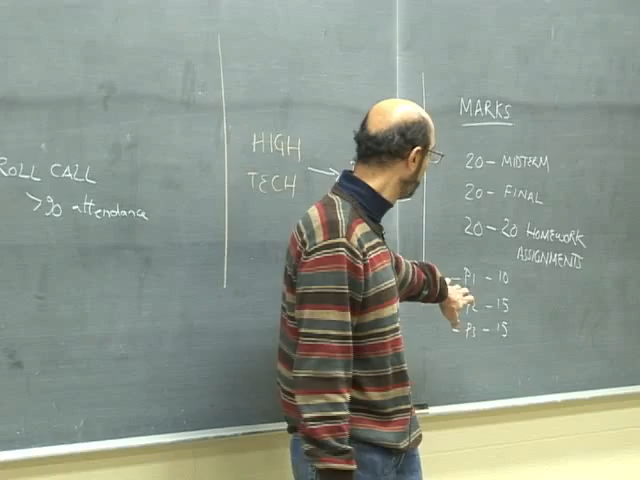 ROLL CALL
>90 attendance
HIGH
TECH
MARKS
20- MIDTERM
20- FINAL
20- 20 HOMEWORK
ASSIGNMENTS
- P1 - 10
P2 - 15
- P3 - 15